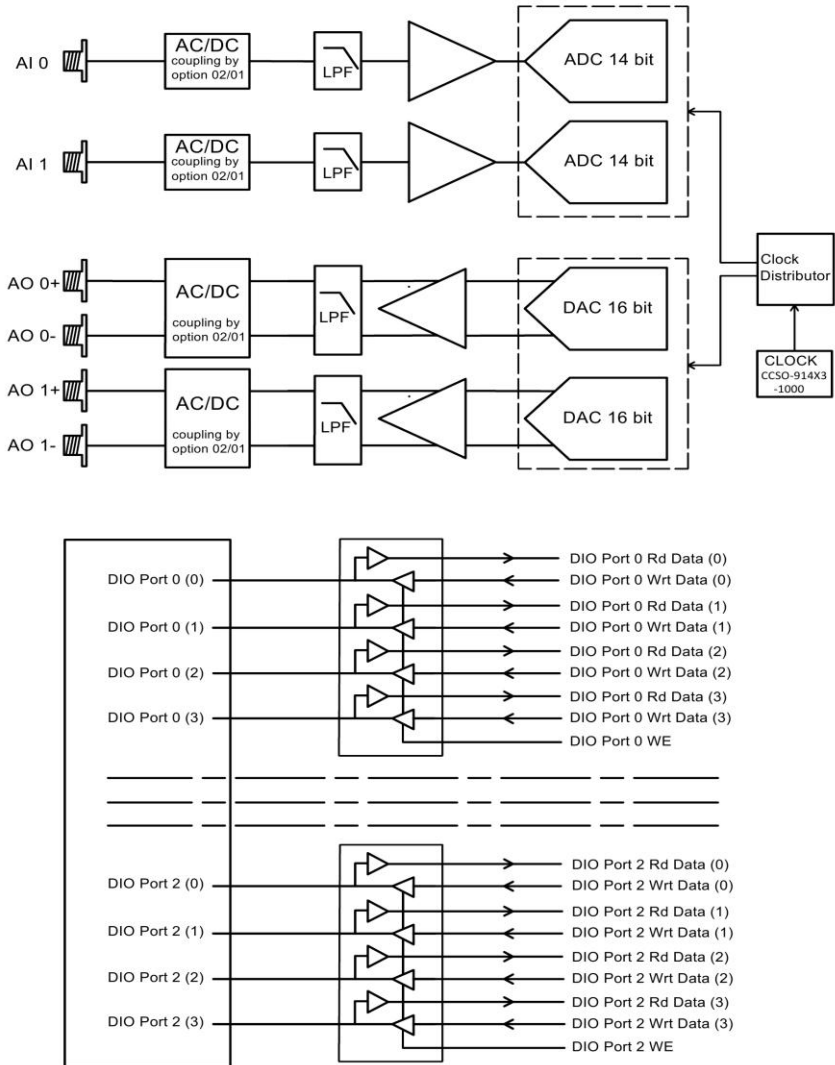 AI 0
AC/DC
coupling by
option 02/01
LPF
ADC 14 bit
AI 1
AC/DC
coupling by
option 02/01
LPF
ADC 14 bit
AO 0+
AO 0-
AC/DC
coupling by
option 02/01
LPF
DAC 16 bit
AO 1+
AO 1-
AC/DC
coupling by
option 02/01
LPF
DAC 16 bit
Clock
Distributor
CLOCK
CCSO-914X3
-1000
DIO Port 0 (0)
DIO Port 0 (1)
DIO Port 0 (2)
DIO Port 0 (3)
DIO Port 0 Rd Data (0)
DIO Port 0 Wrt Data (0)
DIO Port 0 Rd Data (1)
DIO Port 0 Wrt Data (1)
DIO Port 0 Rd Data (2)
DIO Port 0 Wrt Data (2)
DIO Port 0 Rd Data (3)
DIO Port 0 Wrt Data (3)
DIO Port 0 WE
DIO Port 2 (0)
DIO Port 2 (1)
DIO Port 2 (2)
DIO Port 2 (3)
DIO Port 2 Rd Data (0)
DIO Port 2 Wrt Data (0)
DIO Port 2 Rd Data (1)
DIO Port 2 Wrt Data (1)
DIO Port 2 Rd Data (2)
DIO Port 2 Wrt Data (2)
DIO Port 2 Rd Data (3)
DIO Port 2 Wrt Data (3)
DIO Port 2 WE